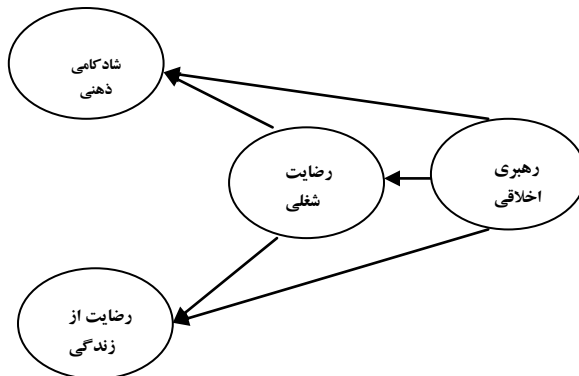 شادکامی
ذهنی
رضایت
شغلی
رهبری
اخلاقی
رضایت از
زندگی